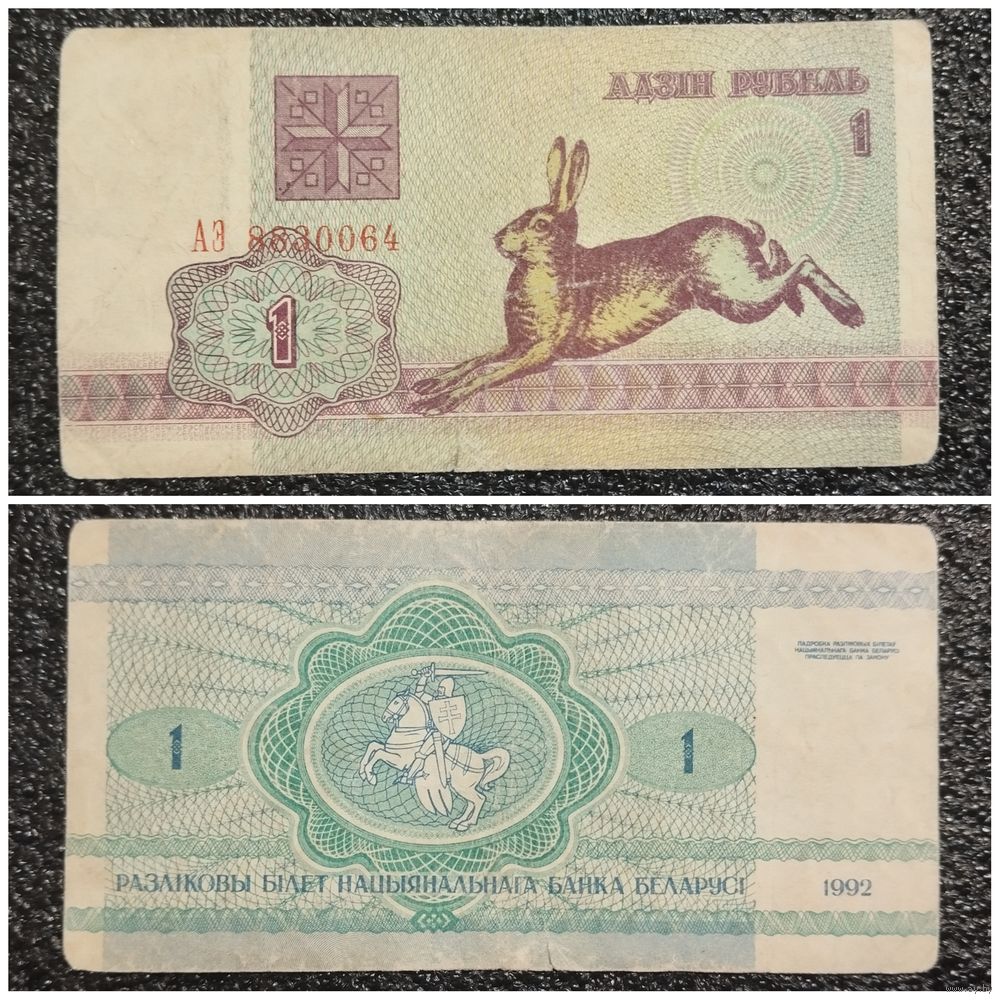 АДЗІН РУБЕЛЬ
1
АЭ 8630064
1
ПАДРОБКА РАЗЛІКОВЫХ БІЛЕТАЎ
НАЦЫЯНАЛЬНАГА БАНКА БЕЛАРУСІ
ПРАСЛЕДУЕЦЦА ПА ЗАКОНУ
1
1
РАЗЛІКОВЫ БІЛЕТ НАЦЫЯНАЛЬНАГА БАНКА БЕЛАРУСІ
1992